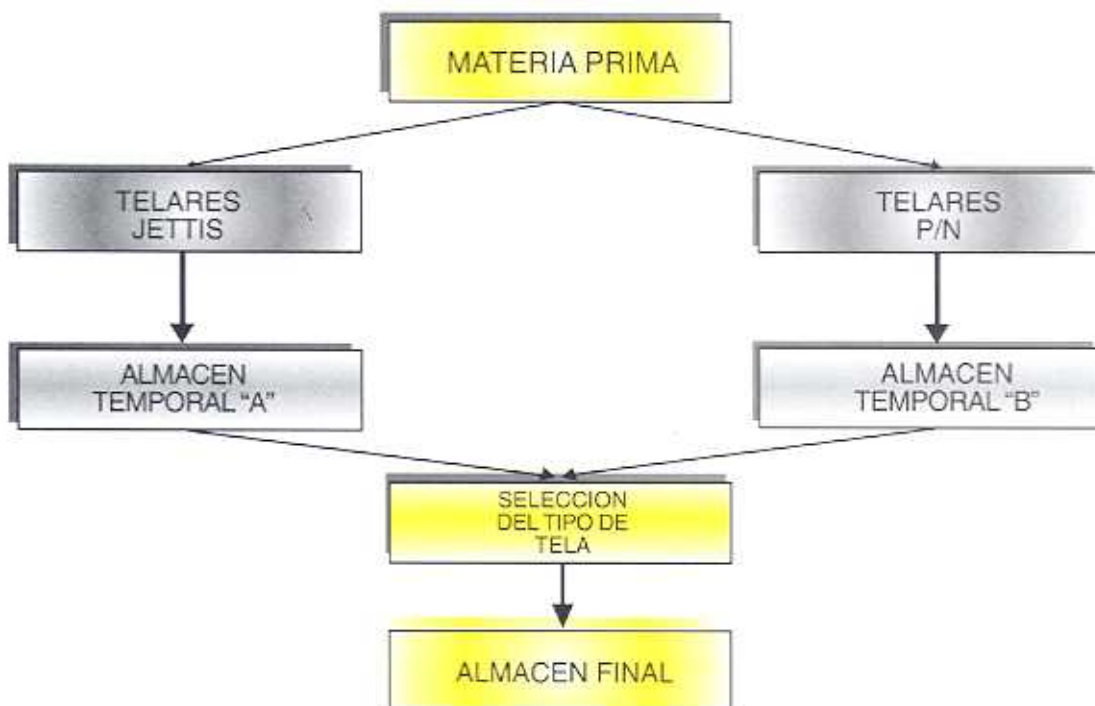 MATERIA PRIMA
TELARES
JETTIS
TELARES
P/N
ALMACEN
TEMPORAL “A”
ALMACEN
TEMPORAL “B”
SELECCION
DEL TIPO DE
TELA
ALMACEN FINAL